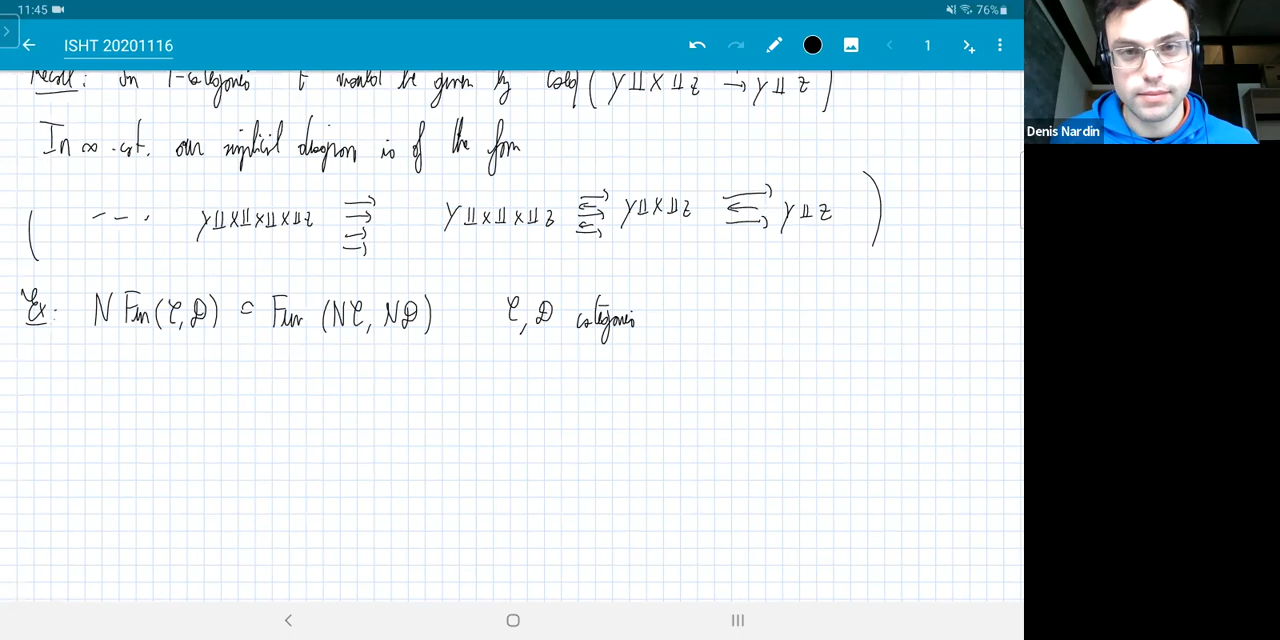 11:45 76%
ISHT 20201116 1
Recall: In 1-categories it would be given by coeq ( Y ⨿ X ⨿ Z → Y ⨿ Z )
In ∞-cat. our simplicial diagram is of the form
( - - - · Y⨿X⨿X⨿X⨿Z Y⨿X⨿X⨿Z Y⨿X⨿Z Y⨿Z )
Ex: N Fun(C, D) = Fun (NC, ND) C, D categories
Denis Nardin